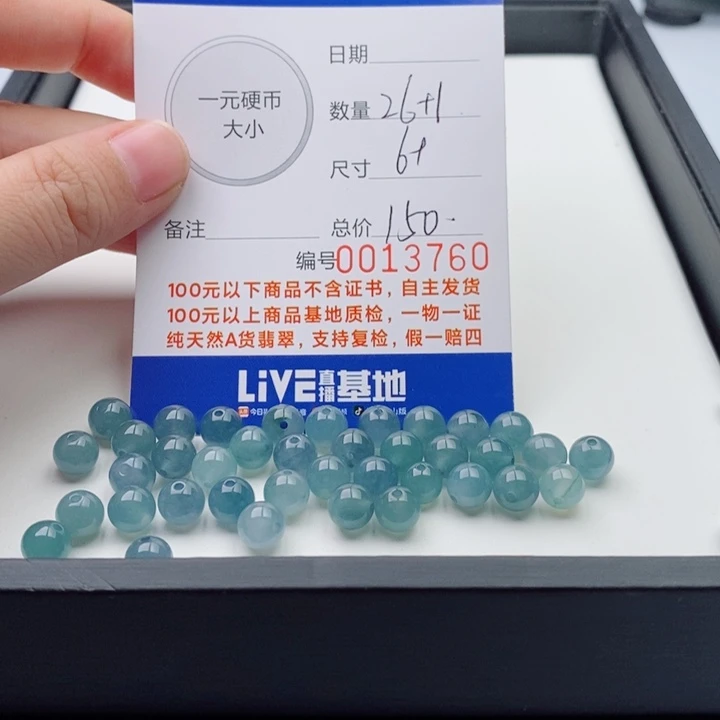 一元硬币
大小
日期
数量 26+1
尺寸 6+
备注
总价 150-
编号0013760
100元以下商品不含证书，自主发货
100元以上商品基地质检，一物一证
纯天然A货翡翠，支持复检，假一赔四
LiVE直播基地